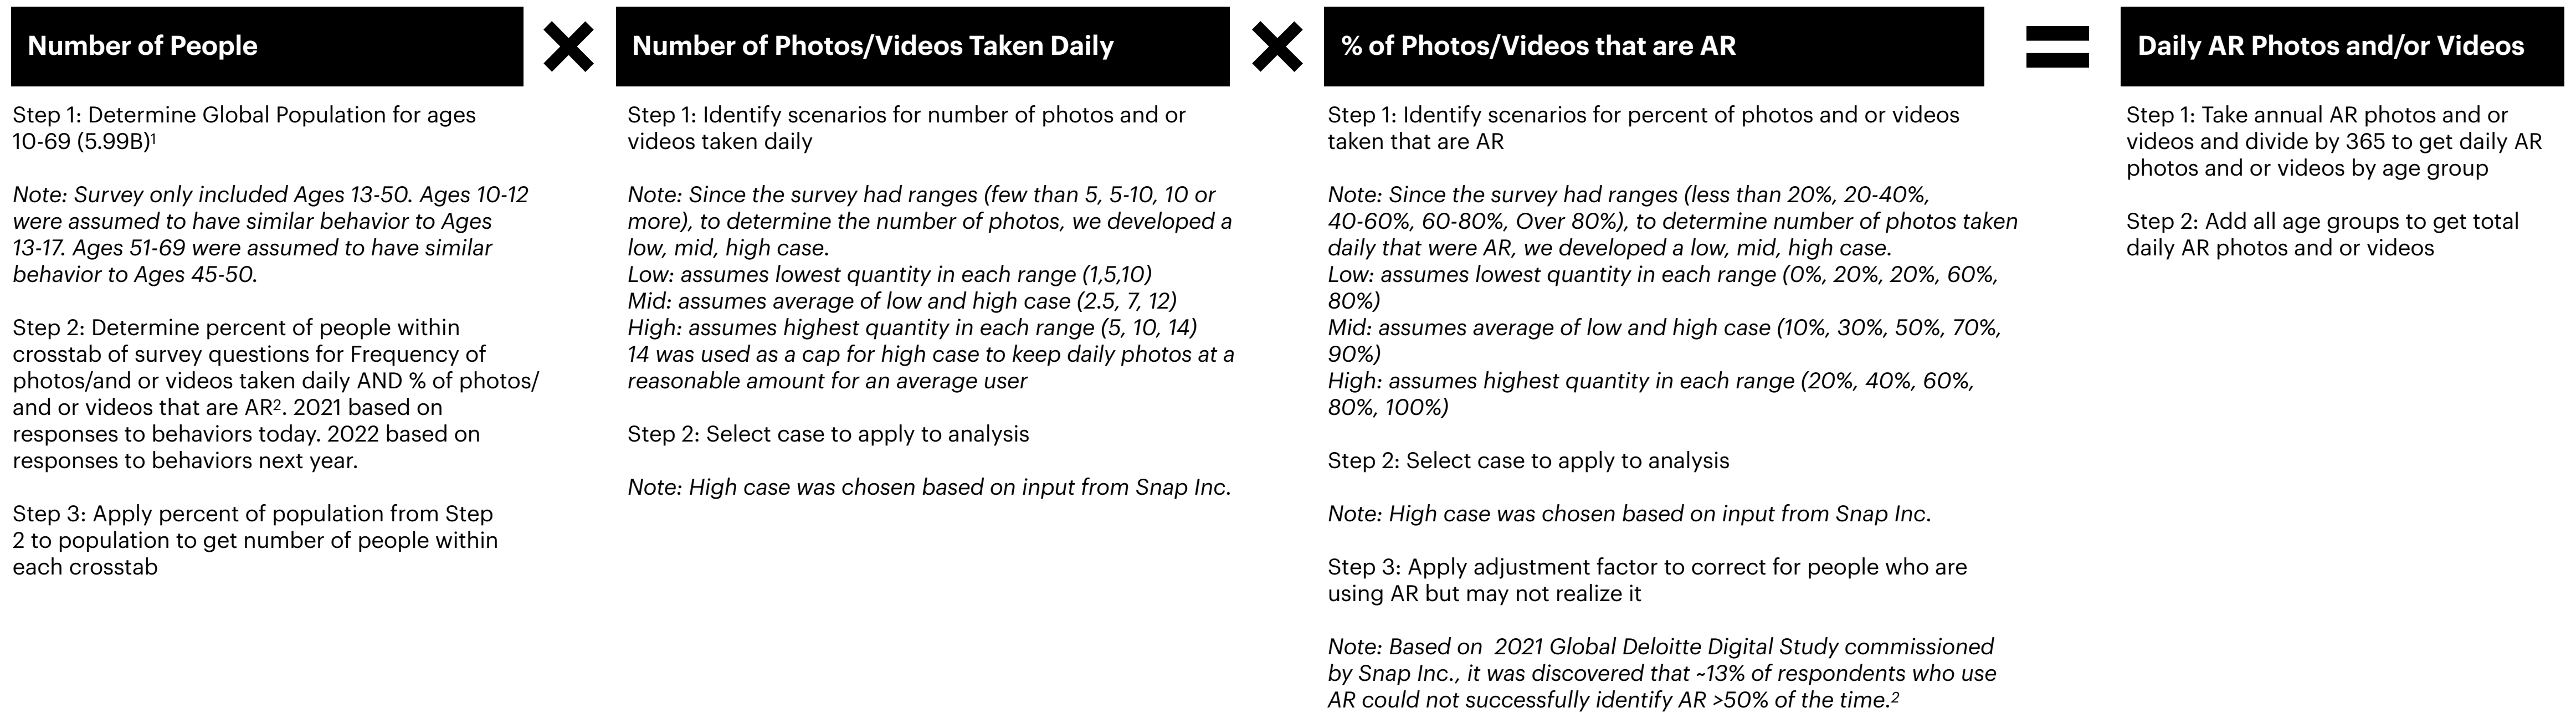 Number of People
Step 1: Determine Global Population for ages
10-69 (5.99B)¹
Note: Survey only included Ages 13-50. Ages 10-12
were assumed to have similar behavior to Ages
13-17. Ages 51-69 were assumed to have similar
behavior to Ages 45-50.
Step 2: Determine percent of people within
crosstab of survey questions for Frequency of
photos/and or videos taken daily AND % of photos/
and or videos that are AR². 2021 based on
responses to behaviors today. 2022 based on
responses to behaviors next year.
Step 3: Apply percent of population from Step
2 to population to get number of people within
each crosstab
×
Number of Photos/Videos Taken Daily
Step 1: Identify scenarios for number of photos and or
videos taken daily
Note: Since the survey had ranges (few than 5, 5-10, 10 or
more), to determine the number of photos, we developed a
low, mid, high case.
Low: assumes lowest quantity in each range (1,5,10)
Mid: assumes average of low and high case (2.5, 7, 12)
High: assumes highest quantity in each range (5, 10, 14)
14 was used as a cap for high case to keep daily photos at a
reasonable amount for an average user
Step 2: Select case to apply to analysis
Note: High case was chosen based on input from Snap Inc.
×
% of Photos/Videos that are AR
Step 1: Identify scenarios for percent of photos and or videos
taken that are AR
Note: Since the survey had ranges (less than 20%, 20-40%,
40-60%, 60-80%, Over 80%), to determine number of photos taken
daily that were AR, we developed a low, mid, high case.
Low: assumes lowest quantity in each range (0%, 20%, 20%, 60%,
80%)
Mid: assumes average of low and high case (10%, 30%, 50%, 70%,
90%)
High: assumes highest quantity in each range (20%, 40%, 60%,
80%, 100%)
Step 2: Select case to apply to analysis
Note: High case was chosen based on input from Snap Inc.
Step 3: Apply adjustment factor to correct for people who are
using AR but may not realize it
Note: Based on  2021 Global Deloitte Digital Study commissioned
by Snap Inc., it was discovered that ~13% of respondents who use
AR could not successfully identify AR >50% of the time.²
=
Daily AR Photos and/or Videos
Step 1: Take annual AR photos and or
videos and divide by 365 to get daily AR
photos and or videos by age group
Step 2: Add all age groups to get total
daily AR photos and or videos